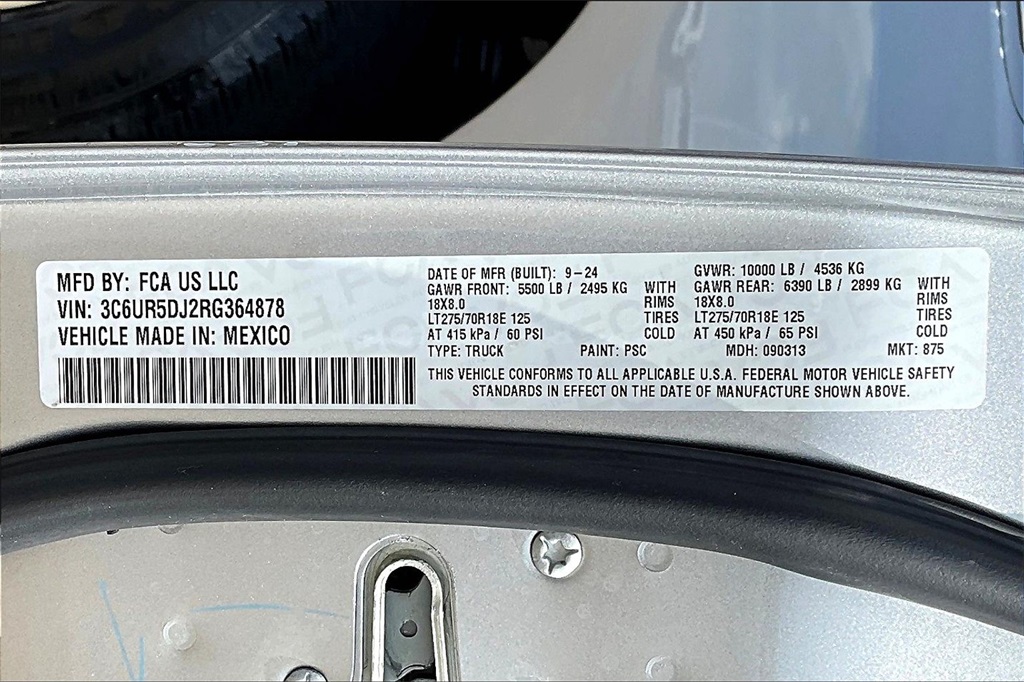 MFD BY: FCA US LLC
VIN: 3C6UR5DJ2RG364878
VEHICLE MADE IN: MEXICO
DATE OF MFR (BUILT): 9-24
GAWR FRONT: 5500 LB / 2495 KG WITH
18X8.0 RIMS
LT275/70R18E 125 TIRES
AT 415 kPa / 60 PSI COLD
GVWR: 10000 LB / 4536 KG
GAWR REAR: 6390 LB / 2899 KG WITH
18X8.0 RIMS
LT275/70R18E 125 TIRES
AT 450 kPa / 65 PSI COLD
TYPE: TRUCK PAINT: PSC MDH: 090313 MKT: 875
THIS VEHICLE CONFORMS TO ALL APPLICABLE U.S.A. FEDERAL MOTOR VEHICLE SAFETY
STANDARDS IN EFFECT ON THE DATE OF MANUFACTURE SHOWN ABOVE.